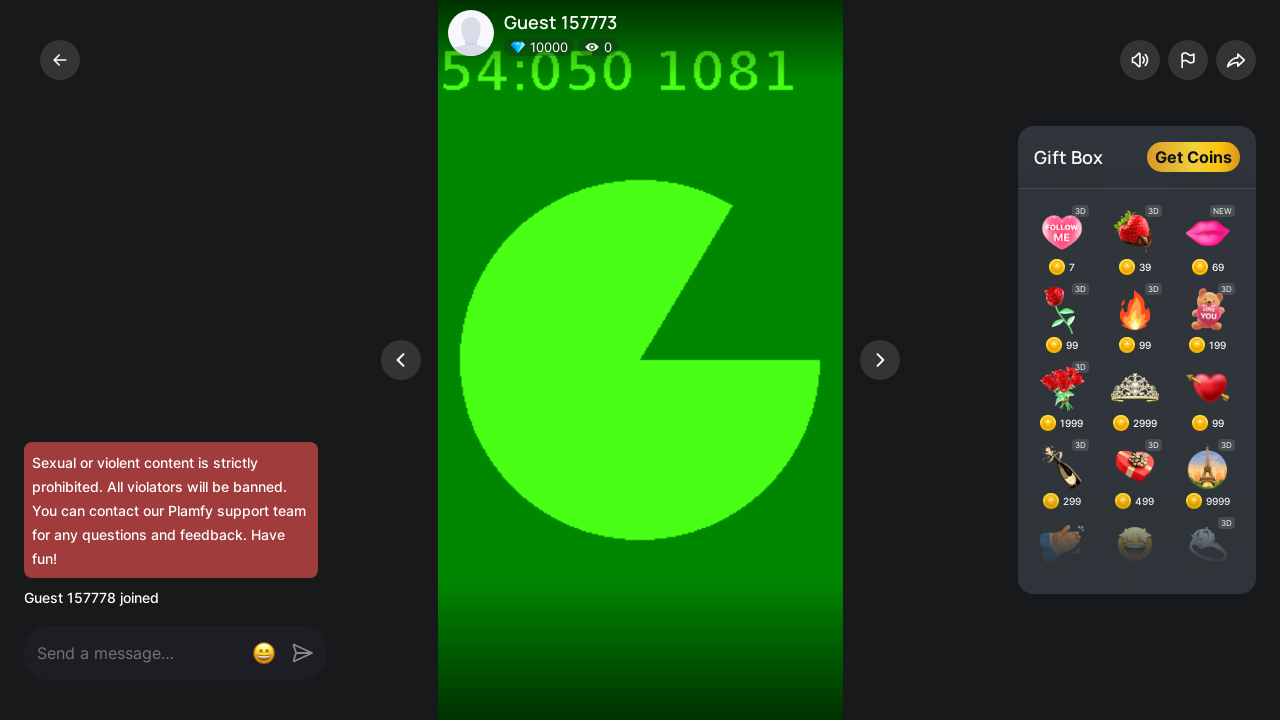 Guest 157773
10000
0
54:050 1081
Gift Box
Get Coins
3D
3D
NEW
FOLLOW
ME
7
39
69
3D
3D
3D
LOVE
YOU
99
99
199
3D
1999
2999
99
3D
3D
3D
299
499
9999
3D
Sexual or violent content is strictly
prohibited. All violators will be banned.
You can contact our Plamfy support team
for any questions and feedback. Have
fun!
Guest 157778 joined
Send a message...